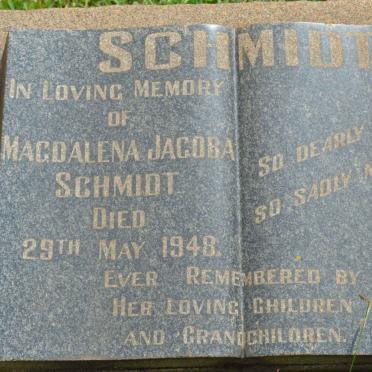 SCHMIDT
IN LOVING MEMORY
OF
MAGDALENA JACOBA
SCHMIDT
DIED
29TH MAY 1948.
SO DEARLY
SO SADLY
EVER REMEMBERED BY
HER LOVING CHILDREN
AND GRANDCHILDREN.